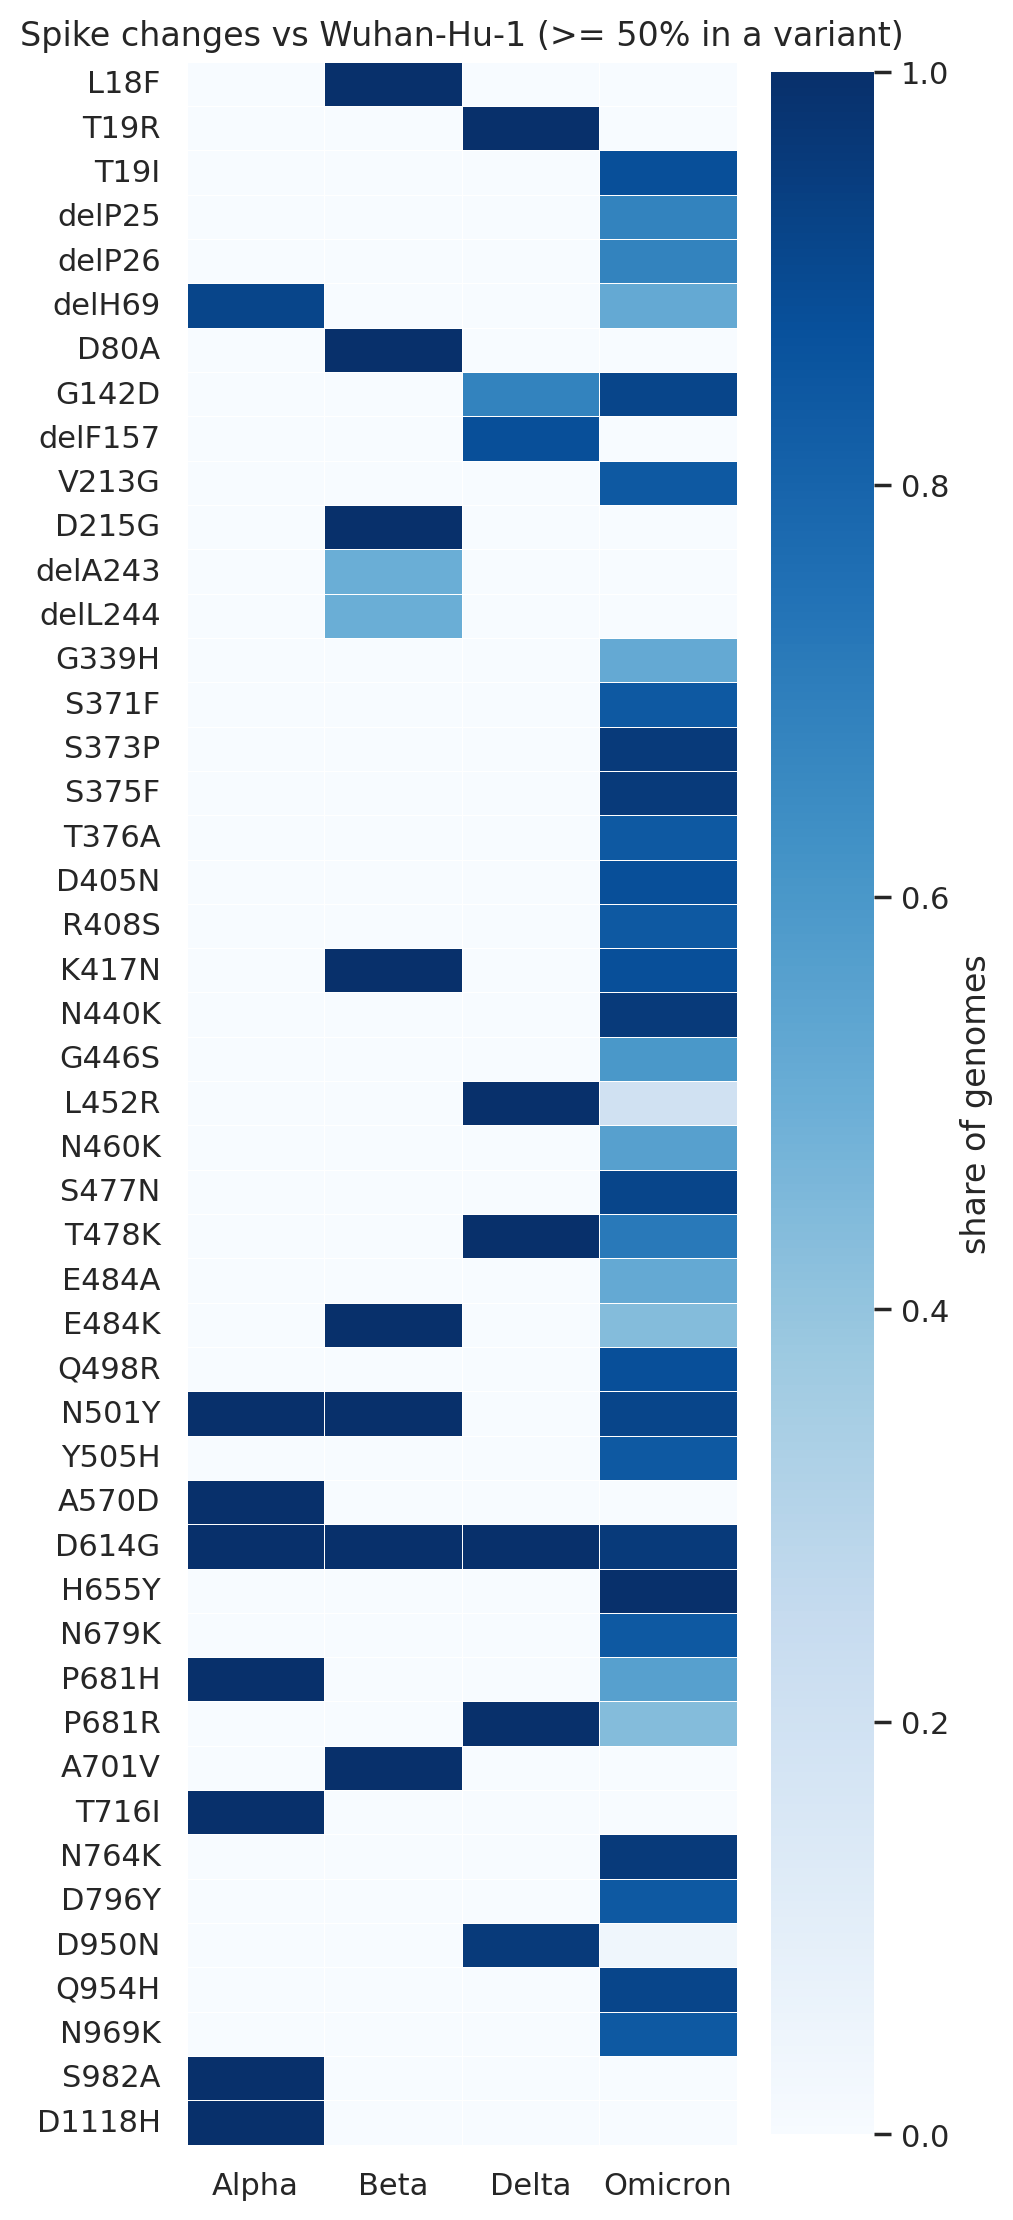 Spike changes vs Wuhan-Hu-1 (>= 50% in a variant)
L18F
T19R
T19I
delP25
delP26
delH69
D80A
G142D
delF157
V213G
D215G
delA243
delL244
G339H
S371F
S373P
S375F
T376A
D405N
R408S
K417N
N440K
G446S
L452R
N460K
S477N
T478K
E484A
E484K
Q498R
N501Y
Y505H
A570D
D614G
H655Y
N679K
P681H
P681R
A701V
T716I
N764K
D796Y
D950N
Q954H
N969K
S982A
D1118H
Alpha Beta Delta Omicron
1.0
0.8
0.6
0.4
0.2
0.0
share of genomes